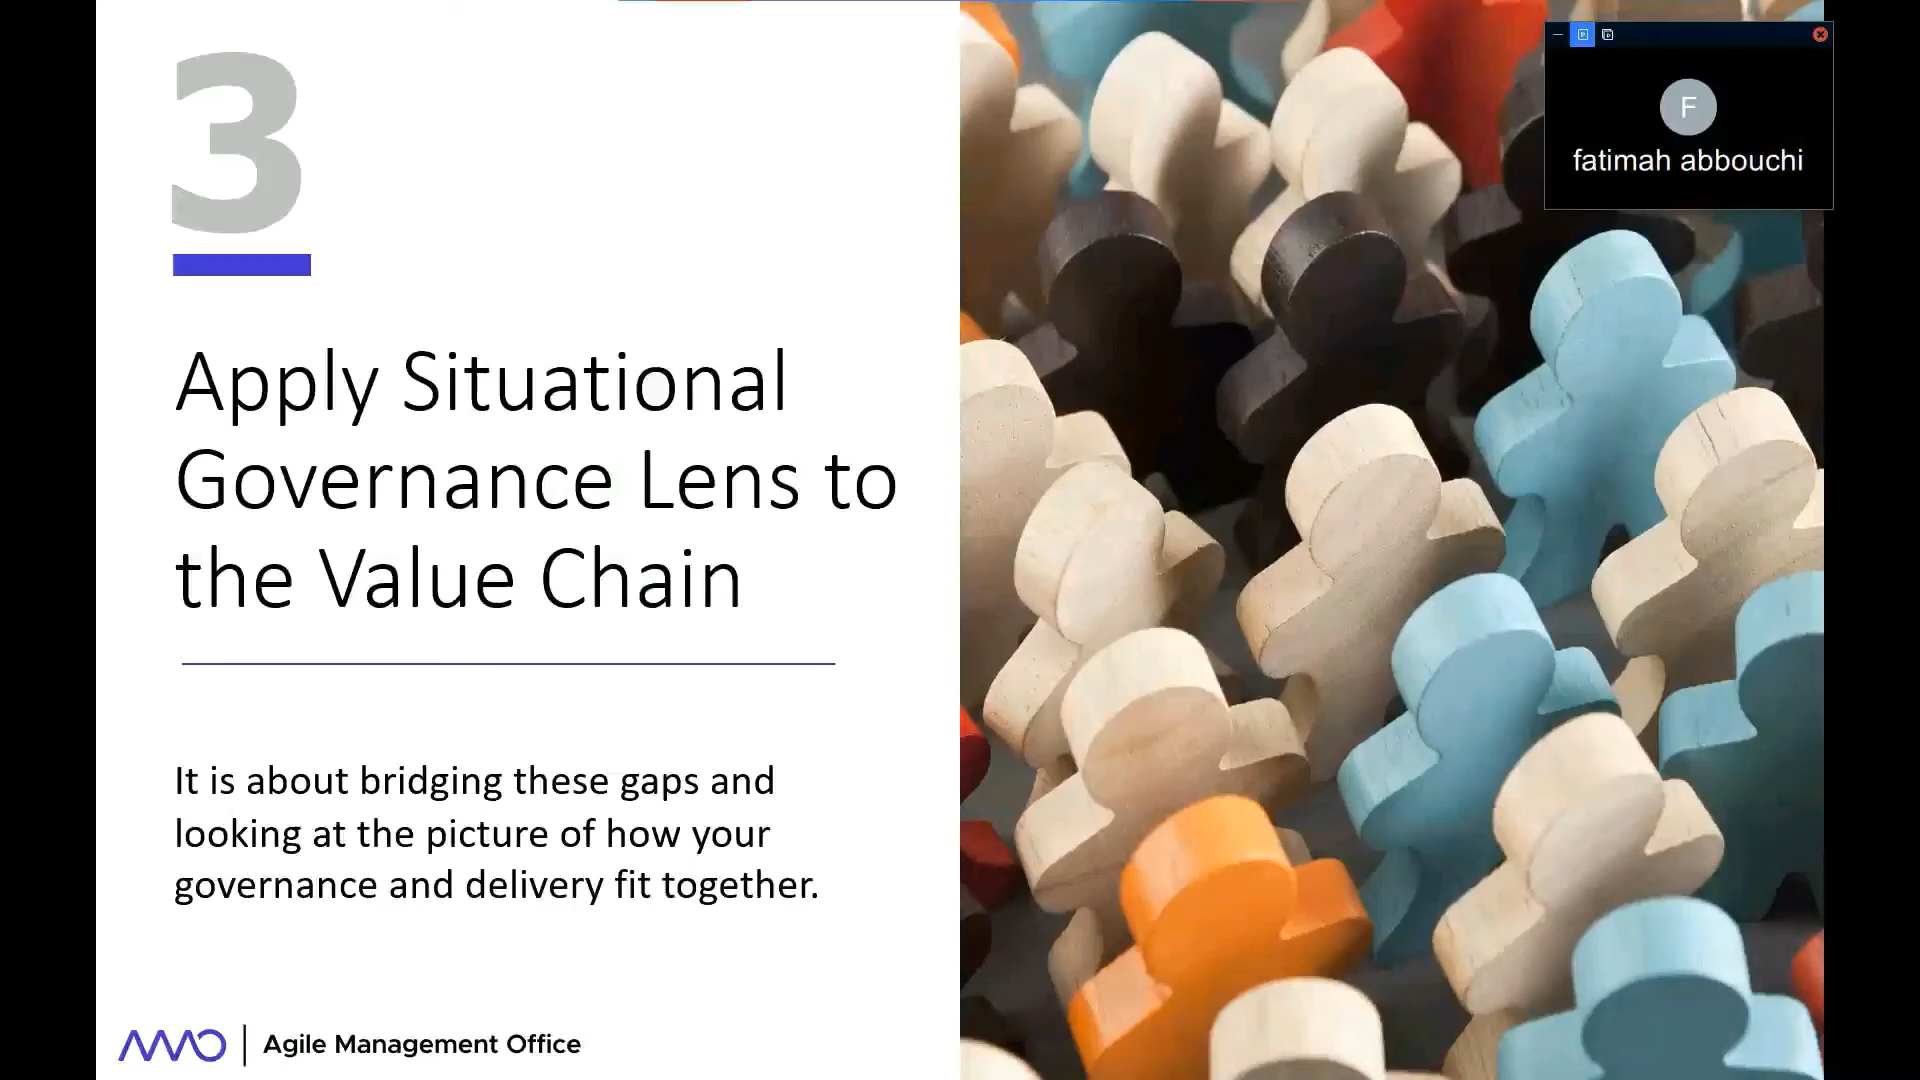 3
Apply Situational
Governance Lens to
the Value Chain
It is about bridging these gaps and
looking at the picture of how your
governance and delivery fit together.
AMO | Agile Management Office
F
fatimah abbouchi